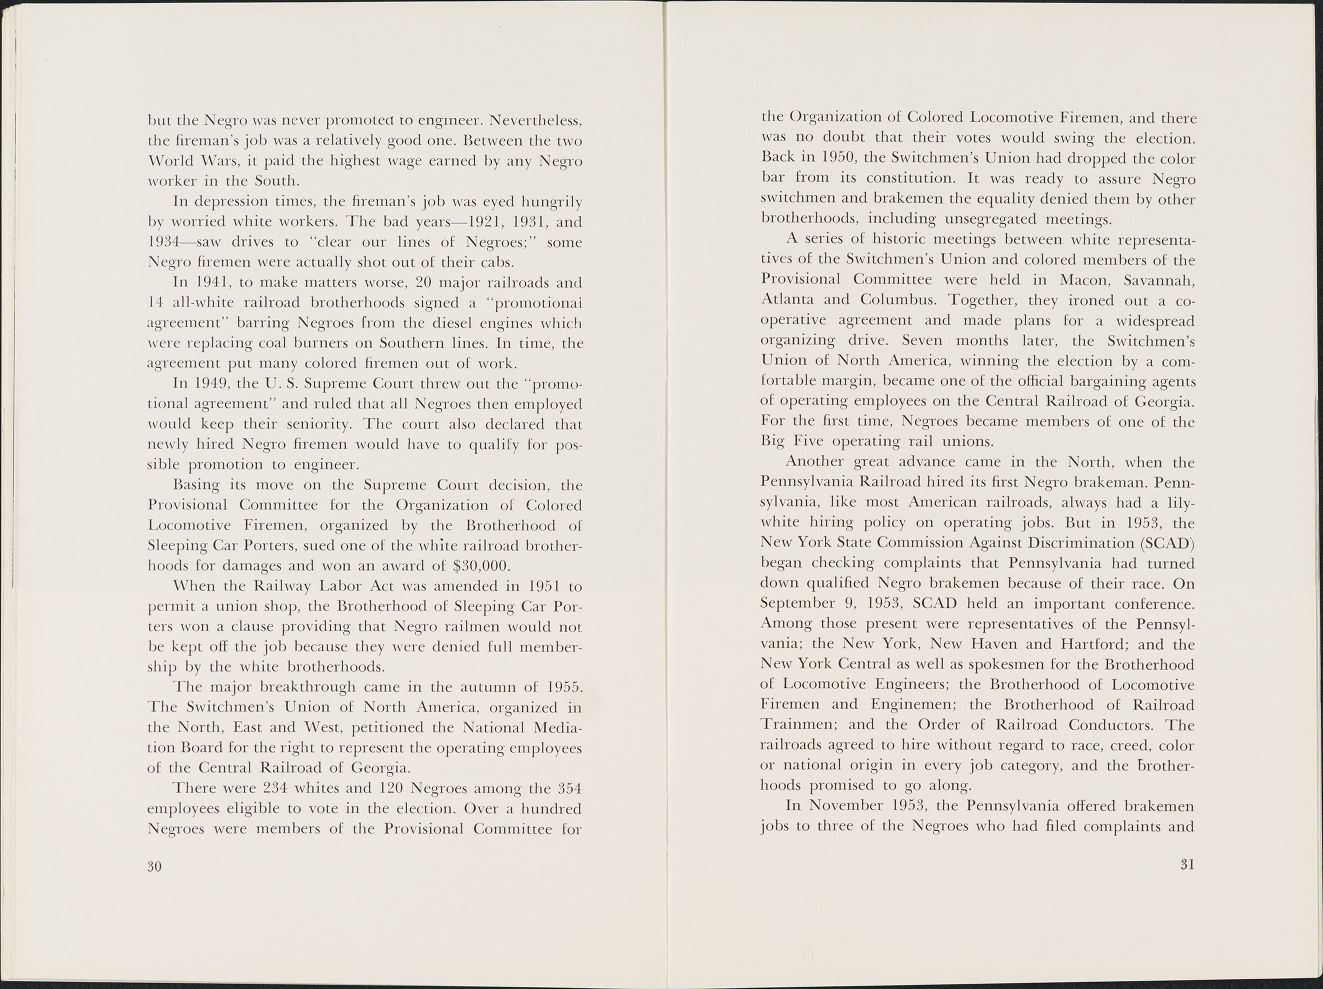 but the Negro was never promoted to engineer. Nevertheless,
the fireman's job was a relatively good one. Between the two
World Wars, it paid the highest wage earned by any Negro
worker in the South.
In depression times, the fireman's job was eyed hungrily
by worried white workers. The bad years—1921, 1931, and
1934—saw drives to "clear our lines of Negroes;" some
Negro firemen were actually shot out of their cabs.
In 1941, to make matters worse, 20 major railroads and
14 all-white railroad brotherhoods signed a "promotional
agreement" barring Negroes from the diesel engines which
were replacing coal burners on Southern lines. In time, the
agreement put many colored firemen out of work.
In 1949, the U. S. Supreme Court threw out the "promo-
tional agreement" and ruled that all Negroes then employed
would keep their seniority. The court also declared that
newly hired Negro firemen would have to qualify for pos-
sible promotion to engineer.
Basing its move on the Supreme Court decision, the
Provisional Committee for the Organization of Colored
Locomotive Firemen, organized by the Brotherhood of
Sleeping Car Porters, sued one of the white railroad brother-
hoods for damages and won an award of $30,000.
When the Railway Labor Act was amended in 1951 to
permit a union shop, the Brotherhood of Sleeping Car Por-
ters won a clause providing that Negro railmen would not
be kept off the job because they were denied full member-
ship by the white brotherhoods.
The major breakthrough came in the autumn of 1955.
The Switchmen's Union of North America, organized in
the North, East and West, petitioned the National Media-
tion Board for the right to represent the operating employees
of the Central Railroad of Georgia.
There were 234 whites and 120 Negroes among the 354
employees eligible to vote in the election. Over a hundred
Negroes were members of the Provisional Committee for
30
the Organization of Colored Locomotive Firemen, and there
was no doubt that their votes would swing the election.
Back in 1950, the Switchmen's Union had dropped the color
bar from its constitution. It was ready to assure Negro
switchmen and brakemen the equality denied them by other
brotherhoods, including unsegregated meetings.
A series of historic meetings between white representa-
tives of the Switchmen's Union and colored members of the
Provisional Committee were held in Macon, Savannah,
Atlanta and Columbus. Together, they ironed out a co-
operative agreement and made plans for a widespread
organizing drive. Seven months later, the Switchmen's
Union of North America, winning the election by a com-
fortable margin, became one of the official bargaining agents
of operating employees on the Central Railroad of Georgia.
For the first time, Negroes became members of one of the
Big Five operating rail unions.
Another great advance came in the North, when the
Pennsylvania Railroad hired its first Negro brakeman. Penn-
sylvania, like most American railroads, always had a lily-
white hiring policy on operating jobs. But in 1953, the
New York State Commission Against Discrimination (SCAD)
began checking complaints that Pennsylvania had turned
down qualified Negro brakemen because of their race. On
September 9, 1953, SCAD held an important conference.
Among those present were representatives of the Pennsyl-
vania; the New York, New Haven and Hartford; and the
New York Central as well as spokesmen for the Brotherhood
of Locomotive Engineers; the Brotherhood of Locomotive
Firemen and Enginemen; the Brotherhood of Railroad
Trainmen; and the Order of Railroad Conductors. The
railroads agreed to hire without regard to race, creed, color
or national origin in every job category, and the brother-
hoods promised to go along.
In November 1953, the Pennsylvania offered brakemen
jobs to three of the Negroes who had filed complaints and
31